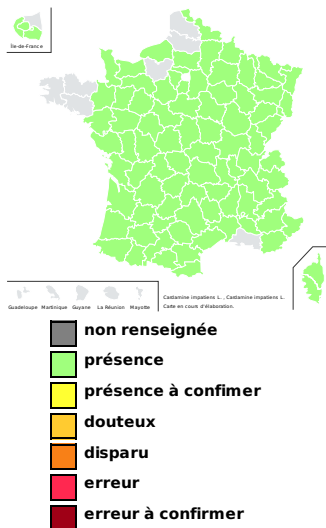 Île-de-France
Guadeloupe Martinique Guyane La Réunion Mayotte
Cardamine impatiens L. , Cardamine impatiens L.
Carte en cours d'élaboration.
non renseignée
présence
présence à confimer
douteux
disparu
erreur
erreur à confirmer